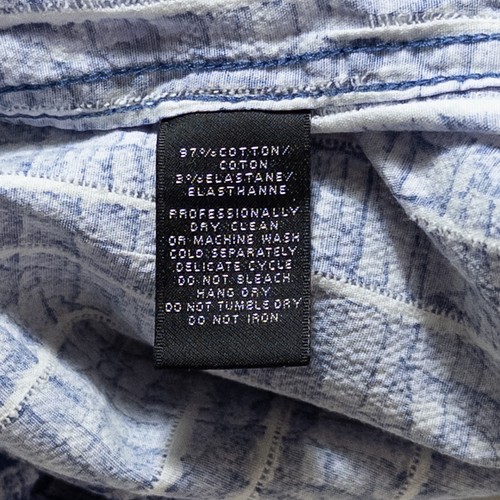 97%COTTON/
COTON
3%ELASTANE/
ELASTHANNE
PROFESSIONALLY
DRY CLEAN
OR MACHINE WASH
COLD SEPARATELY
DELICATE CYCLE
DO NOT BLEACH
HANG DRY
DO NOT TUMBLE DRY
DO NOT IRON